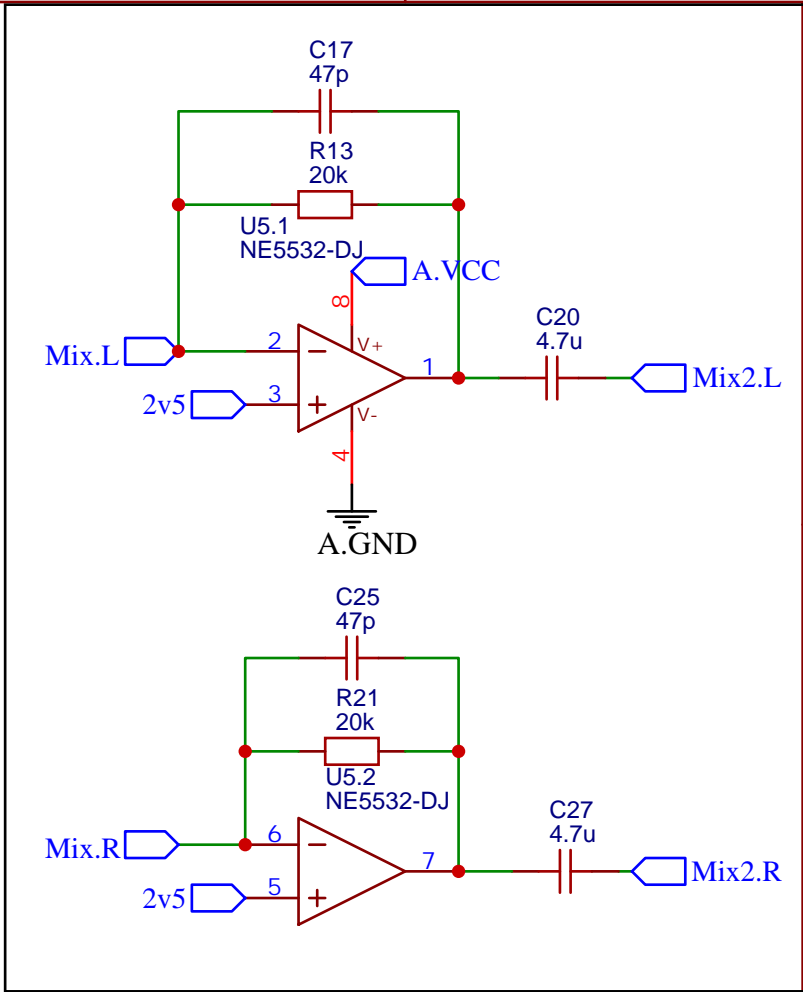 C17
47p
R13
20k
U5.1
NE5532-DJ
A.VCC
8
V+
C20
4.7u
Mix.L
2
1
Mix2.L
2v5
3
V-
4
A.GND
C25
47p
R21
20k
U5.2
NE5532-DJ
C27
4.7u
Mix.R
6
7
Mix2.R
2v5
5